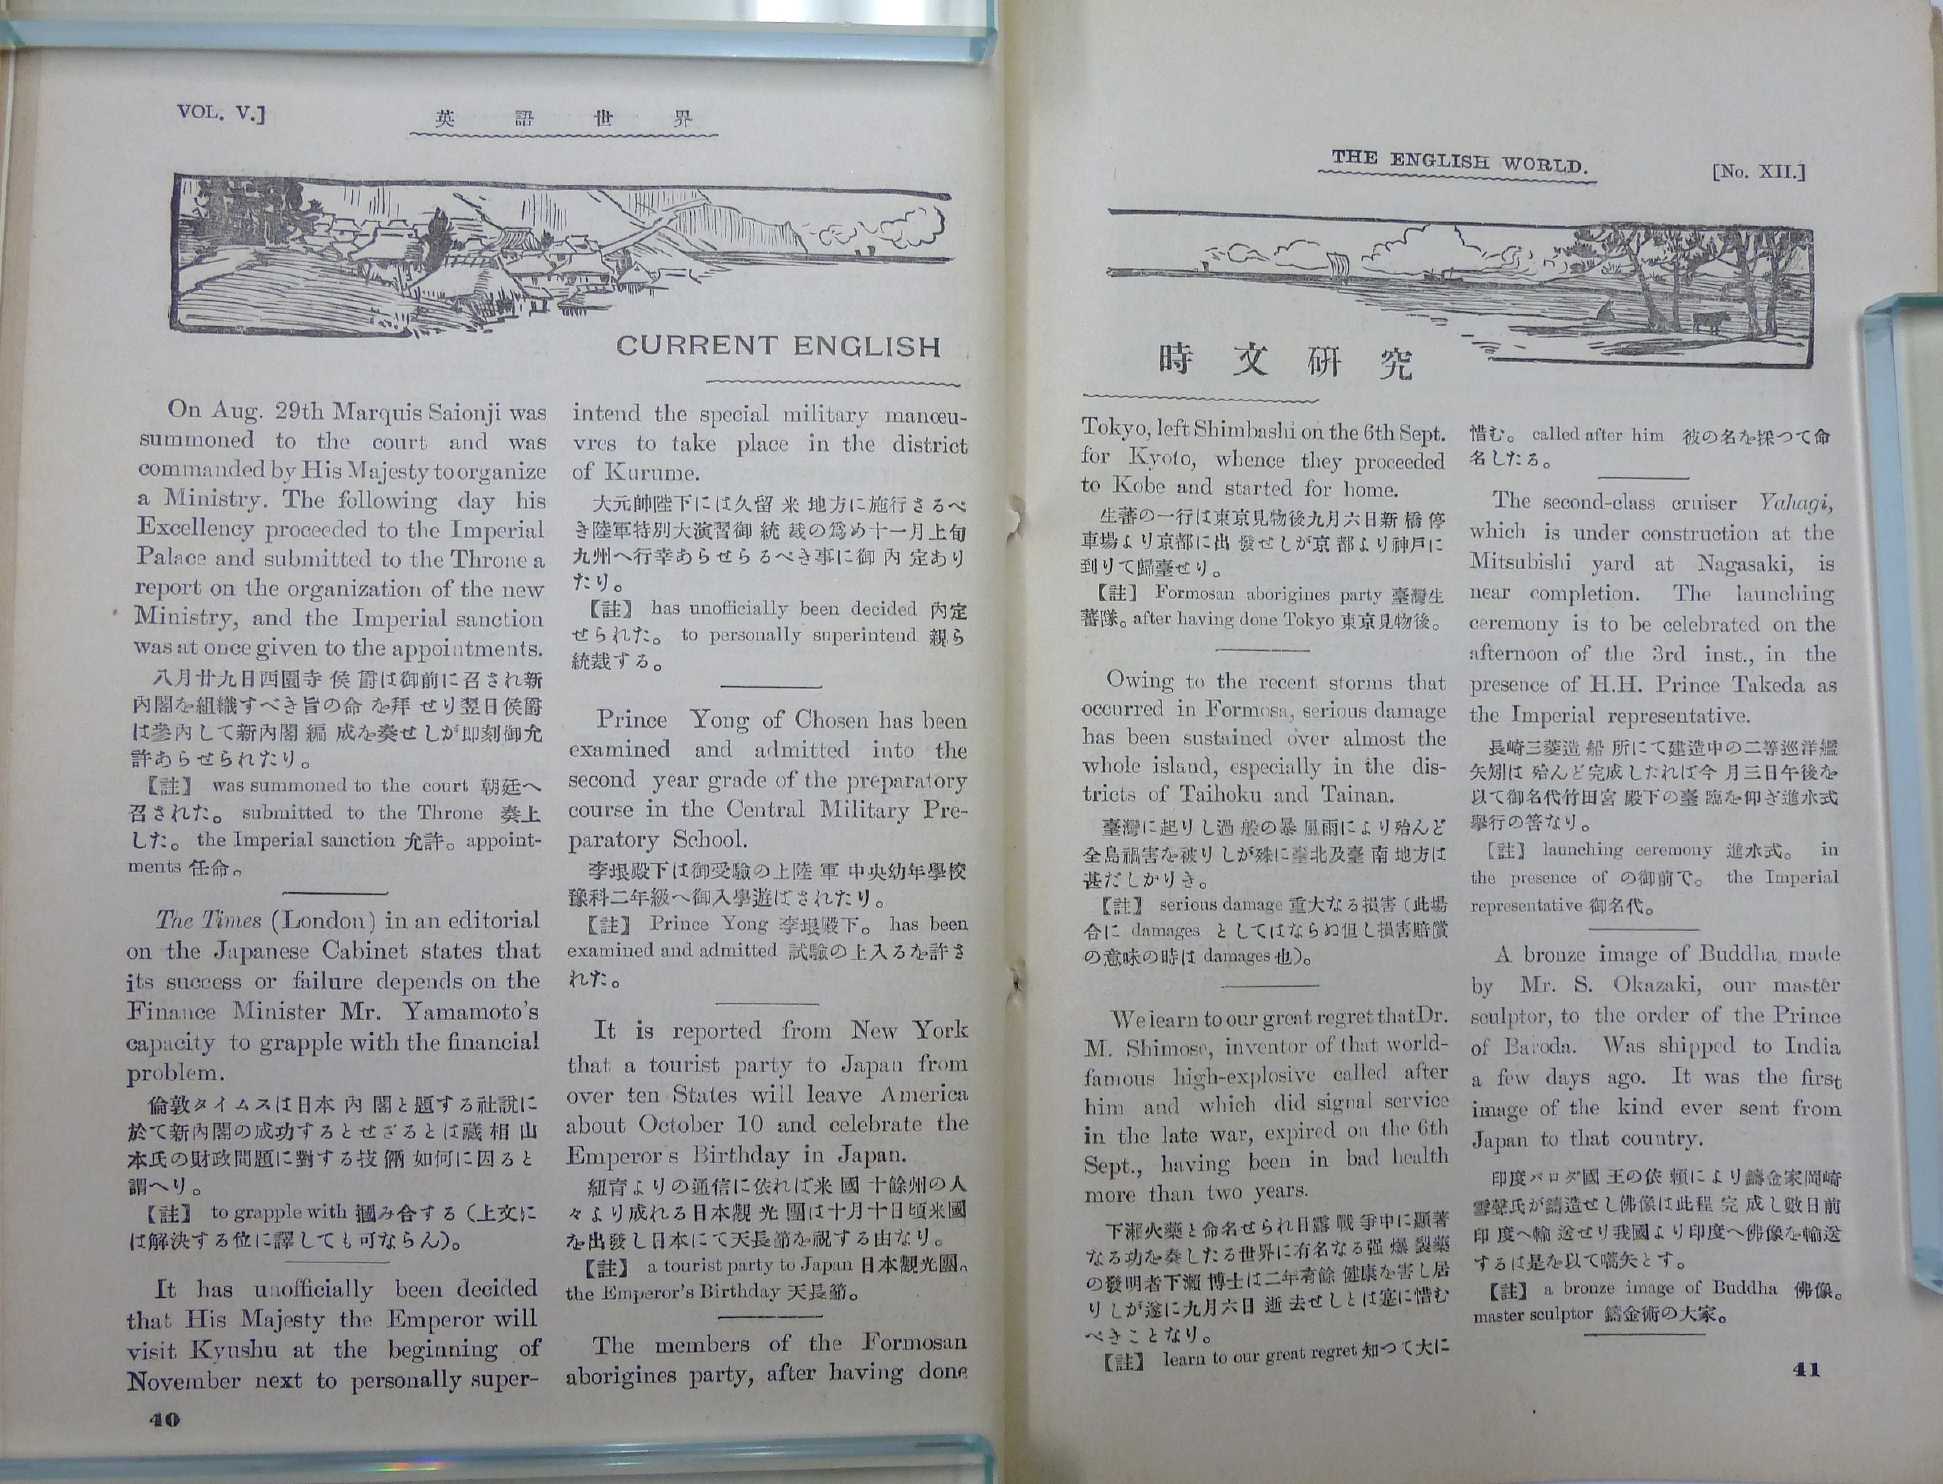 VOL. V.]
英語世界
CURRENT ENGLISH
On Aug. 29th Marquis Saionji was
summoned to the court and was
commanded by His Majesty to organize
a Ministry. The following day his
Excellency proceeded to the Imperial
Palace and submitted to the Throne a
report on the organization of the new
Ministry, and the Imperial sanction
was at once given to the appointments.
八月廿九日西園寺侯爵は御前に召され新
內閣を組織すべき旨の命を拜せり翌日侯爵
は參內して新內閣編成を奏せしが卽刻御允
許あらせられたり。
【註】 was summoned to the court 朝廷へ
召された。 submitted to the Throne 奏上
した。 the Imperial sanction 允許。 appoint-
ments 任命。
The Times (London) in an editorial
on the Japanese Cabinet states that
its success or failure depends on the
Finance Minister Mr. Yamamoto's
capacity to grapple with the financial
problem.
倫敦タイムスは日本內閣と題する社說に
於て新內閣の成功するとせざるとは藏相山
本氏の財政問題に對する技倆如何に因ると
謂へり。
【註】 to grapple with 摑み合する (上文に
は解決する位に譯しても可ならん)。
It has unofficially been decided
that His Majesty the Emperor will
visit Kyushu at the beginning of
November next to personally super-
40
intend the special military manœu-
vres to take place in the district
of Kurume.
大元帥陛下には久留米地方に施行さるべ
き陸軍特別大演習御統裁の爲め十一月上旬
九州へ行幸あらせらるべき事に御內定あり
たり。
【註】 has unofficially been decided 內定
せられた。 to personally superintend 親ら
統裁する。
Prince Yong of Chosen has been
examined and admitted into the
second year grade of the preparatory
course in the Central Military Pre-
paratory School.
李垠殿下は御受驗の上陸軍中央幼年學校
豫科二年級へ御入學遊ばされたり。
【註】 Prince Yong 李垠殿下。 has been
examined and admitted 試驗の上入るを許さ
れた。
It is reported from New York
that a tourist party to Japan from
over ten States will leave America
about October 10 and celebrate the
Emperor's Birthday in Japan.
紐育よりの通信に依れば米國十餘州の人
々より成れる日本觀光團は十月十日頃米國
を出發し日本にて天長節を祝する由なり。
【註】 a tourist party to Japan 日本觀光團。
the Emperor's Birthday 天長節。
The members of the Formosan
aborigines party, after having done
THE ENGLISH WORLD.
[No. XII.]
時文硏究
Tokyo, left Shimbashi on the 6th Sept.
for Kyoto, whence they proceeded
to Kobe and started for home.
生蕃の一行は東京見物後九月六日新橋停
車場より京都に出發せしが京都より神戶に
到りて歸臺せり。
【註】 Formosan aborigines party 臺灣生
蕃隊。 after having done Tokyo 東京見物後。
Owing to the recent storms that
occurred in Formosa, serious damage
has been sustained over almost the
whole island, especially in the dis-
tricts of Taihoku and Tainan.
臺灣に起りし過般の暴風雨により殆んど
全島禍害を被りしが殊に臺北及臺南地方は
甚だしかりき。
【註】 serious damage 重大なる損害 (此場
合に damages としてはならぬ但し損害賠償
の意味の時は damages 也)。
We learn to our great regret that Dr.
M. Shimose, inventor of that world-
famous high-explosive called after
him and which did signal service
in the late war, expired on the 6th
Sept., having been in bad health
more than two years.
下瀨火藥と命名せられ日露戰爭中に顯著
なる功を奏したる世界に有名なる强爆製藥
の發明者下瀨博士は二年有餘健康を害し居
りしが遂に九月六日逝去せしとは寔に惜む
べきことなり。
【註】 learn to our great regret 知つて大に
惜む。 called after him 彼の名を採つて命
名したる。
The second-class cruiser Yahagi,
which is under construction at the
Mitsubishi yard at Nagasaki, is
near completion. The launching
ceremony is to be celebrated on the
afternoon of the 3rd inst., in the
presence of H.H. Prince Takeda as
the Imperial representative.
長崎三菱造船所にて建造中の二等巡洋艦
矢矧は殆んど完成したれば今月三日午後を
以て御名代竹田宮殿下の臺臨を仰ぎ進水式
擧行の筈なり。
【註】 launching ceremony 進水式。 in
the presence of の御前で。 the Imperial
representative 御名代。
A bronze image of Buddha made
by Mr. S. Okazaki, our master
sculptor, to the order of the Prince
of Baroda. Was shipped to India
a few days ago. It was the first
image of the kind ever sent from
Japan to that country.
印度バロダ國王の依賴により鑄金家岡崎
雪聲氏が鑄造せし佛像は此程完成し數日前
印度へ輸送せり我國より印度へ佛像を輸送
するは是を以て嚆矢とす。
【註】 a bronze image of Buddha 佛像。
master sculptor 鑄金術の大家。
41